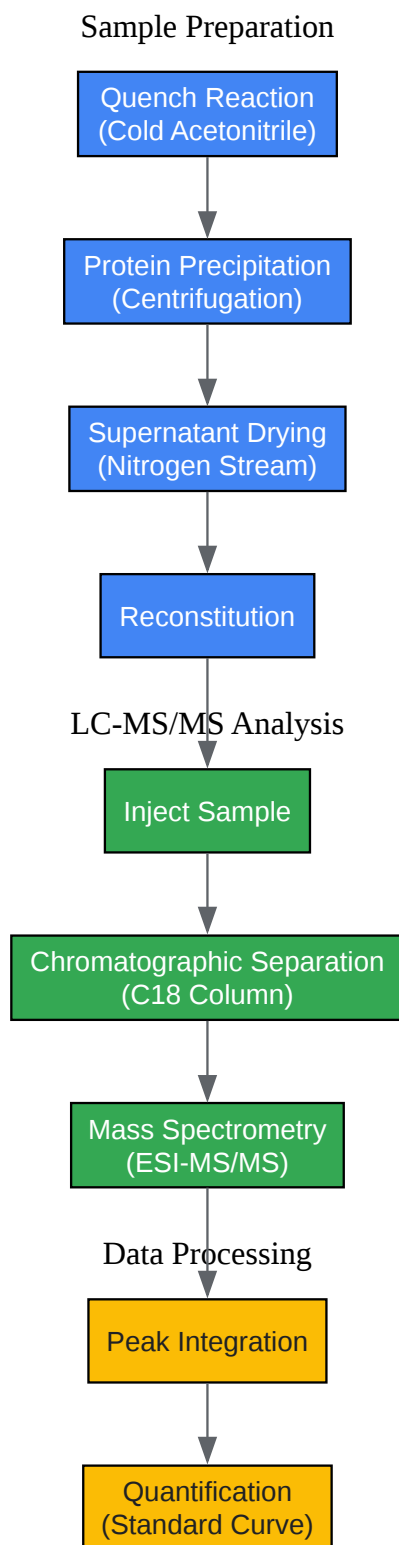 Sample Preparation
Quench Reaction
(Cold Acetonitrile)
Protein Precipitation
(Centrifugation)
Supernatant Drying
(Nitrogen Stream)
Reconstitution
LC-MS/MS Analysis
Inject Sample
Chromatographic Separation
(C18 Column)
Mass Spectrometry
(ESI-MS/MS)
Data Processing
Peak Integration
Quantification
(Standard Curve)